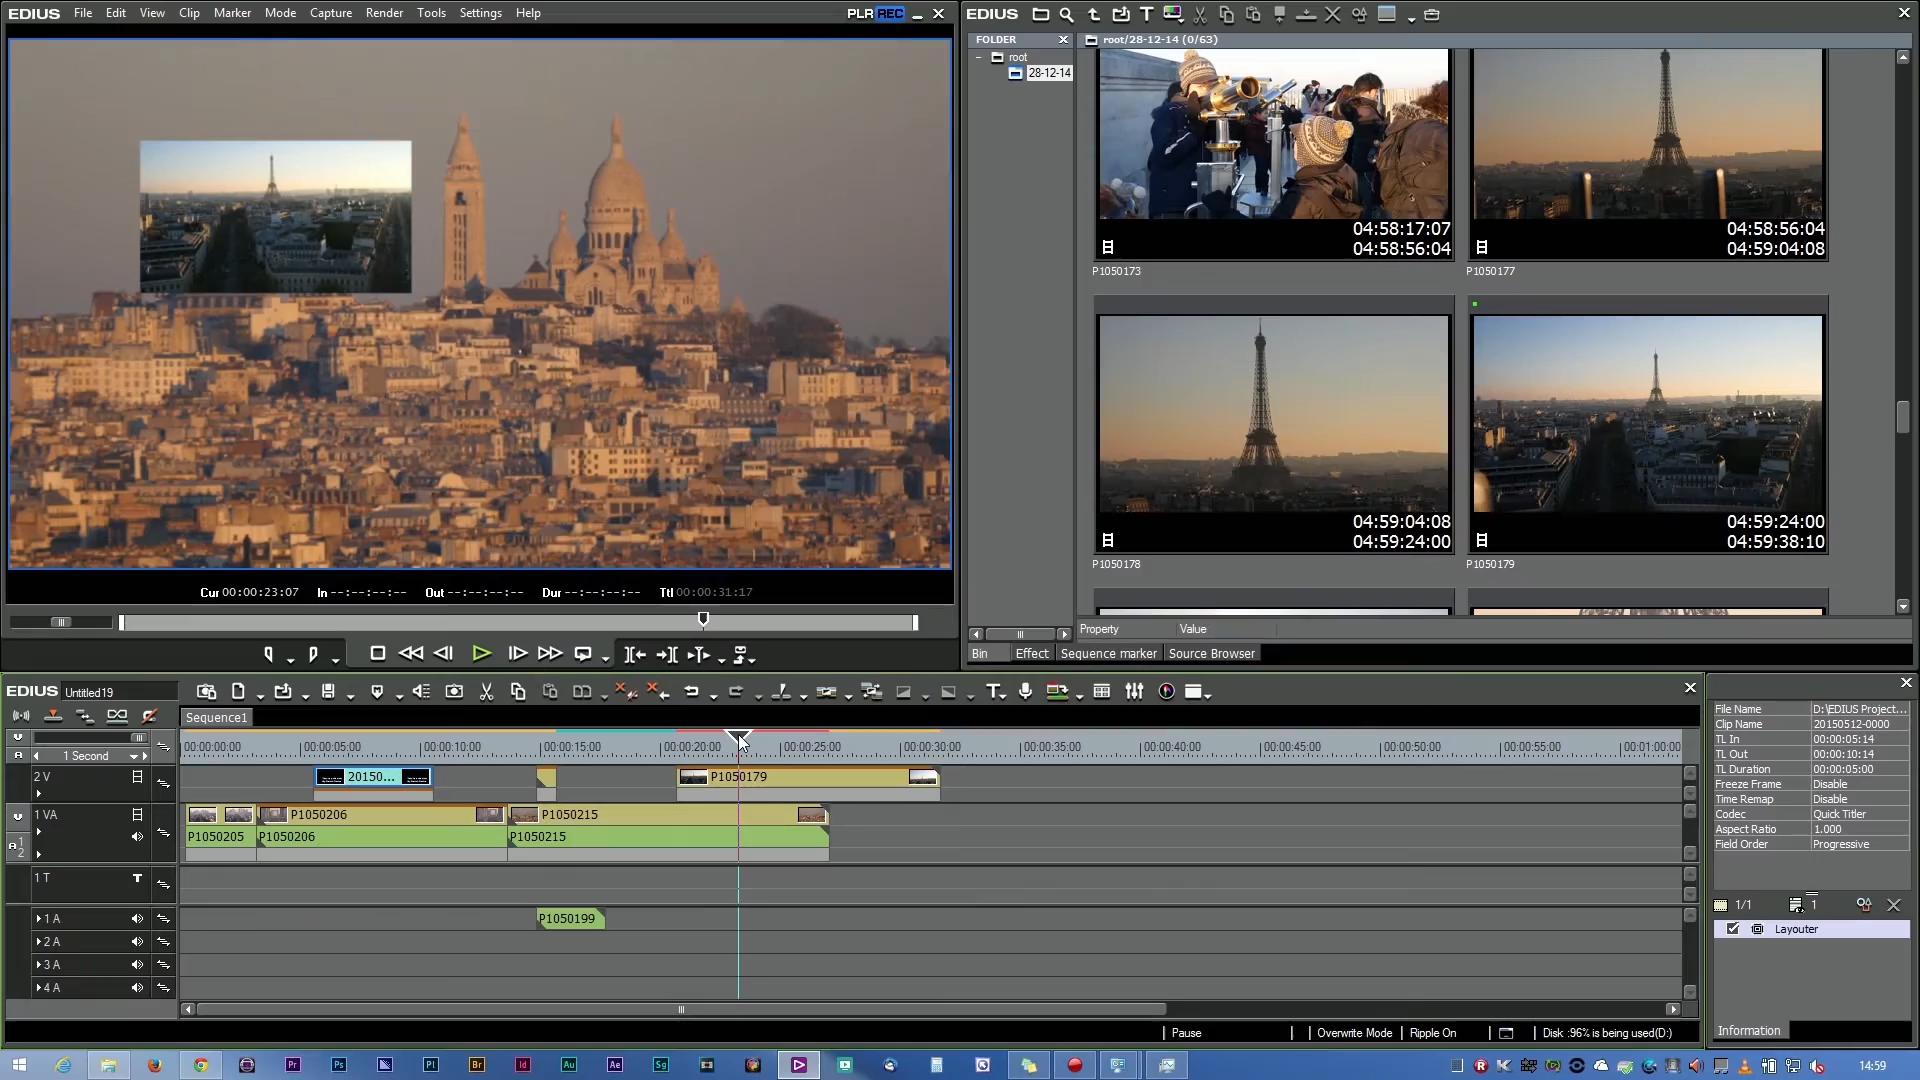 EDIUS File Edit View Clip Marker Mode Capture Render Tools Settings Help PLR REC
Cur 00:00:23:07 In --:--:--:-- Out --:--:--:-- Dur --:--:--:-- Ttl 00:00:31:17
EDIUS
FOLDER
root
28-12-14
root/28-12-14 (0/63)
04:58:17:07
04:58:56:04
P1050173
04:58:56:04
04:59:04:08
P1050177
04:59:04:08
04:59:24:00
P1050178
04:59:24:00
04:59:38:10
P1050179
Property Value
Bin Effect Sequence marker Source Browser
EDIUS Untitled19
Sequence1
1 Second
00:00:00:00 00:00:05:00 00:00:10:00 00:00:15:00 00:00:20:00 00:00:25:00 00:00:30:00 00:00:35:00 00:00:40:00 00:00:45:00 00:00:50:00 00:00:55:00 00:01:00:00
2 V 20150... P1050179
1 VA P1050206 P1050215
P1050205 P1050206 P1050215
1
2
1 T T
1 A P1050199
2 A
3 A
4 A
Pause Overwrite Mode Ripple On Disk :96% is being used(D:)
File Name D:\EDIUS Project...
Clip Name 20150512-0000
TL In 00:00:05:14
TL Out 00:00:10:14
TL Duration 00:00:05:00
Freeze Frame Disable
Time Remap Disable
Codec Quick Titler
Aspect Ratio 1.000
Field Order Progressive
1/1 1
Layouter
Information
Pr Ps Pl Br Id Au Ae Sg
14:59